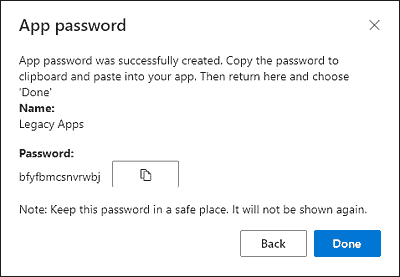 App password
App password was successfully created. Copy the password to
clipboard and paste into your app. Then return here and choose
'Done'
Name:
Legacy Apps
Password:
bfyfbmcsnvrwbj
Note: Keep this password in a safe place. It will not be shown again.
Back Done